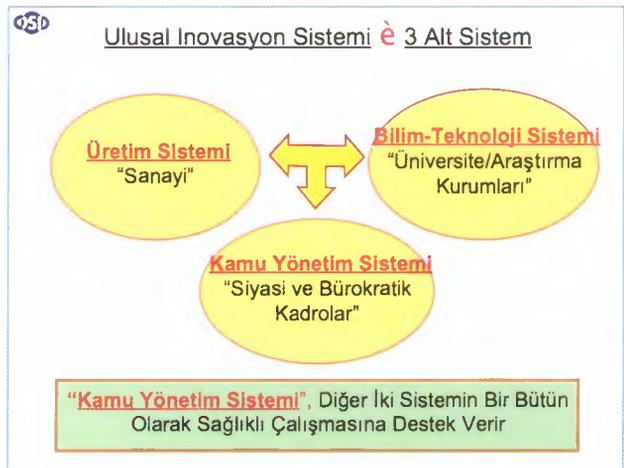 OSD
Ulusal Inovasyon Sistemi è 3 Alt Sistem
Üretim Sistemi
"Sanayi"
Bilim-Teknoloji Sistemi
"Üniversite/Araştırma
Kurumları"
Kamu Yönetim Sistemi
"Siyasi ve Bürokratik
Kadrolar"
"Kamu Yönetim Sistemi", Diğer İki Sistemin Bir Bütün
Olarak Sağlıklı Çalışmasına Destek Verir